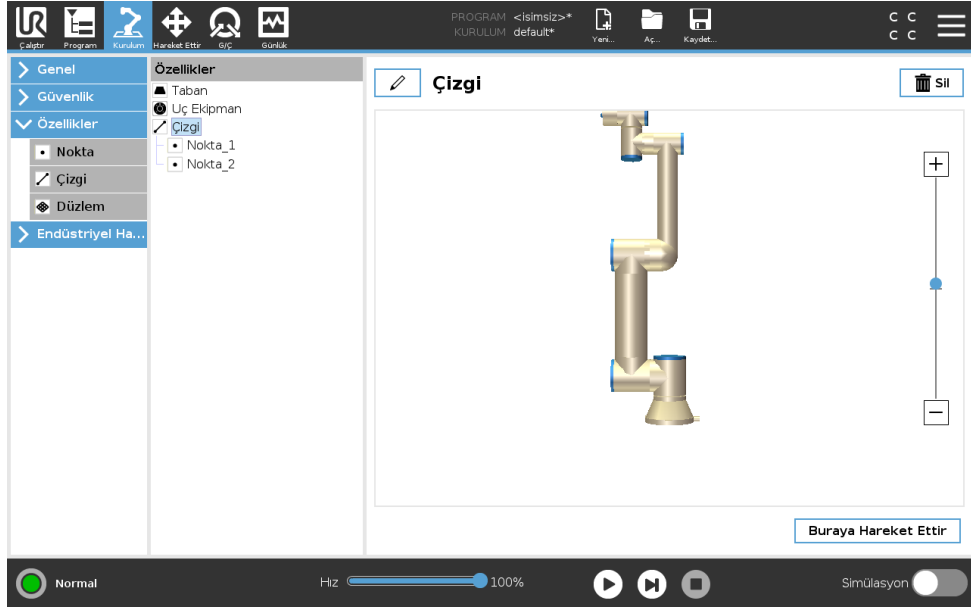 UR
Çalıştır
Program
Kurulum
Hareket Ettir
G/Ç
Günlük
PROGRAM <isimsiz>*
KURULUM default*
Yeni...
Aç...
Kaydet...
C C
C C
Genel
Güvenlik
Özellikler
Nokta
Çizgi
Düzlem
Endüstriyel Ha...
Özellikler
Taban
Uç Ekipman
Çizgi
Nokta_1
Nokta_2
Çizgi
Sil
Buraya Hareket Ettir
Normal
Hız 100%
Simülasyon